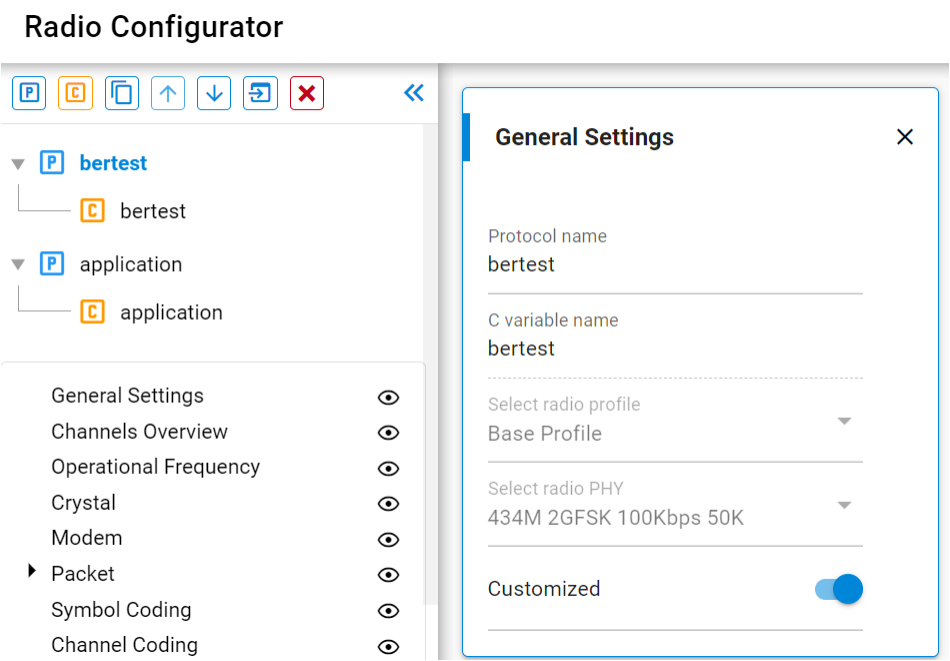 Radio Configurator
P
C
P bertest
C bertest
P application
C application
General Settings
Channels Overview
Operational Frequency
Crystal
Modem
Packet
Symbol Coding
Channel Coding
General Settings
Protocol name
bertest
C variable name
bertest
Select radio profile
Base Profile
Select radio PHY
434M 2GFSK 100Kbps 50K
Customized